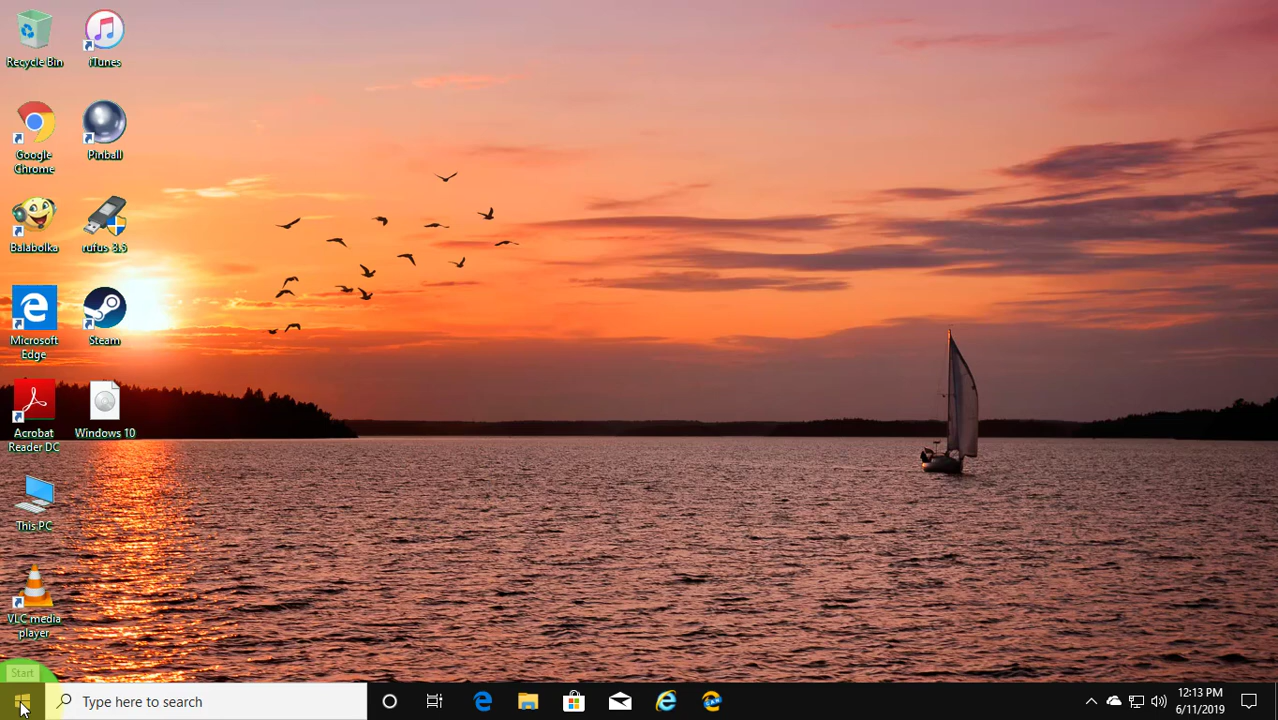 Recycle Bin
iTunes
Google
Chrome
Pinball
Balabolka
rufus 8.5
Microsoft
Edge
Steam
Acrobat
Reader DC
Windows 10
This PC
VLC media
player
Start
Type here to search
12:13 PM
6/11/2019